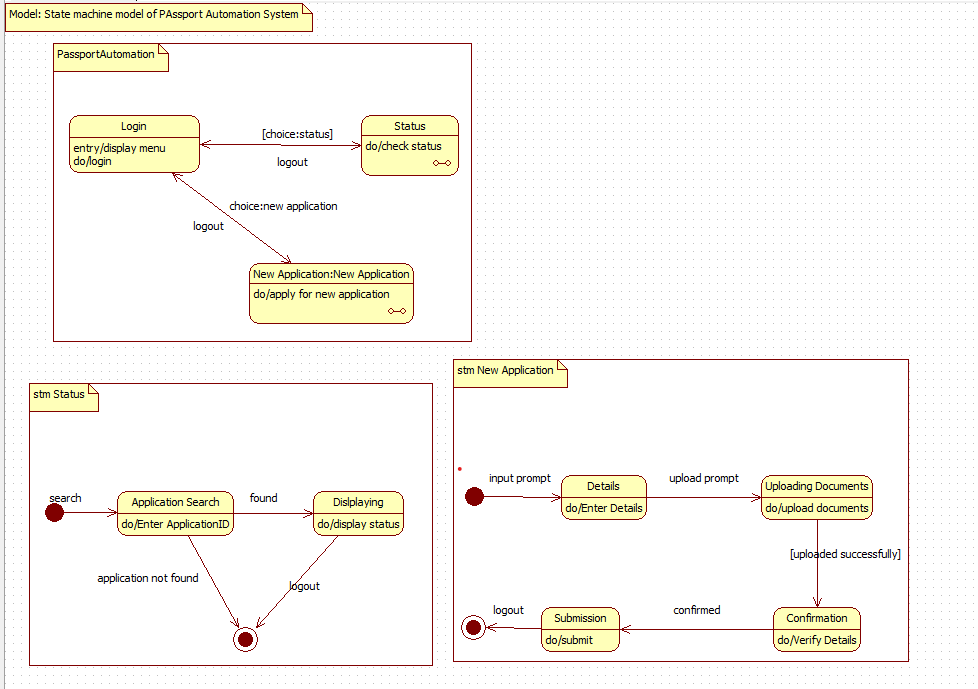 Model: State machine model of PAssport Automation System
PassportAutomation
Login
entry/display menu
do/login
[choice:status]
logout
Status
do/check status
choice:new application
logout
New Application:New Application
do/apply for new application
stm Status
search
Application Search
do/Enter ApplicationID
found
Dislplaying
do/display status
application not found
logout
stm New Application
input prompt
Details
do/Enter Details
upload prompt
Uploading Documents
do/upload documents
[uploaded successfully]
Confirmation
do/Verify Details
confirmed
Submission
do/submit
logout